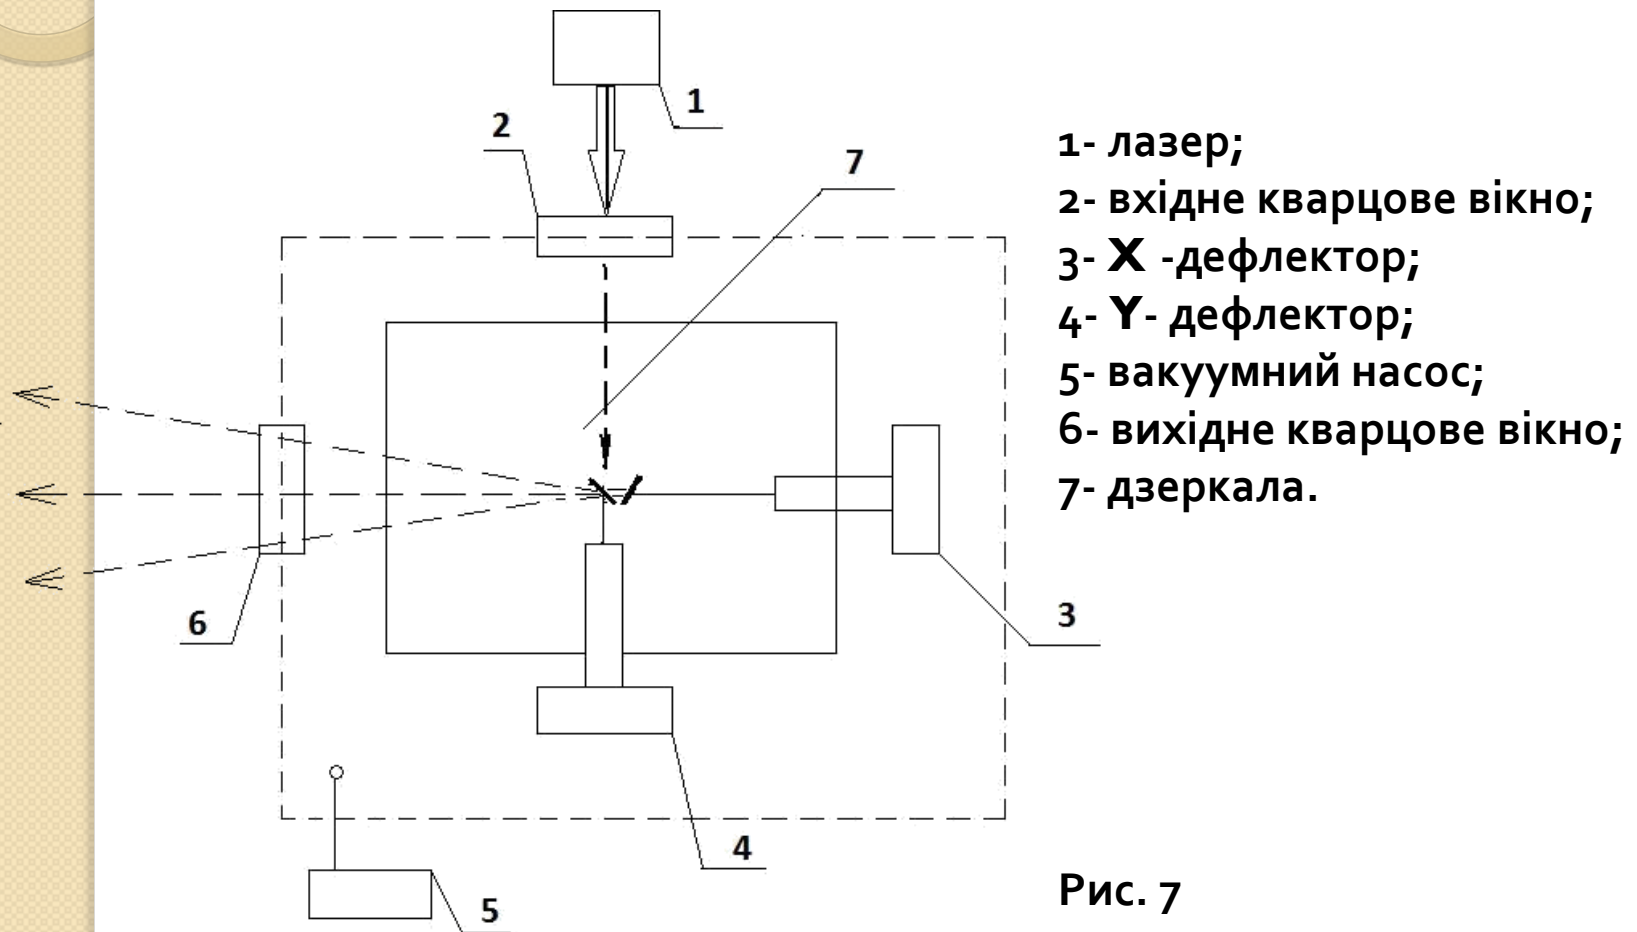 1
2
7
1- лазер;
2- вхідне кварцове вікно;
3- X -дефлектор;
4- Y- дефлектор;
5- вакуумний насос;
6- вихідне кварцове вікно;
7- дзеркала.
6
3
4
5
Рис. 7